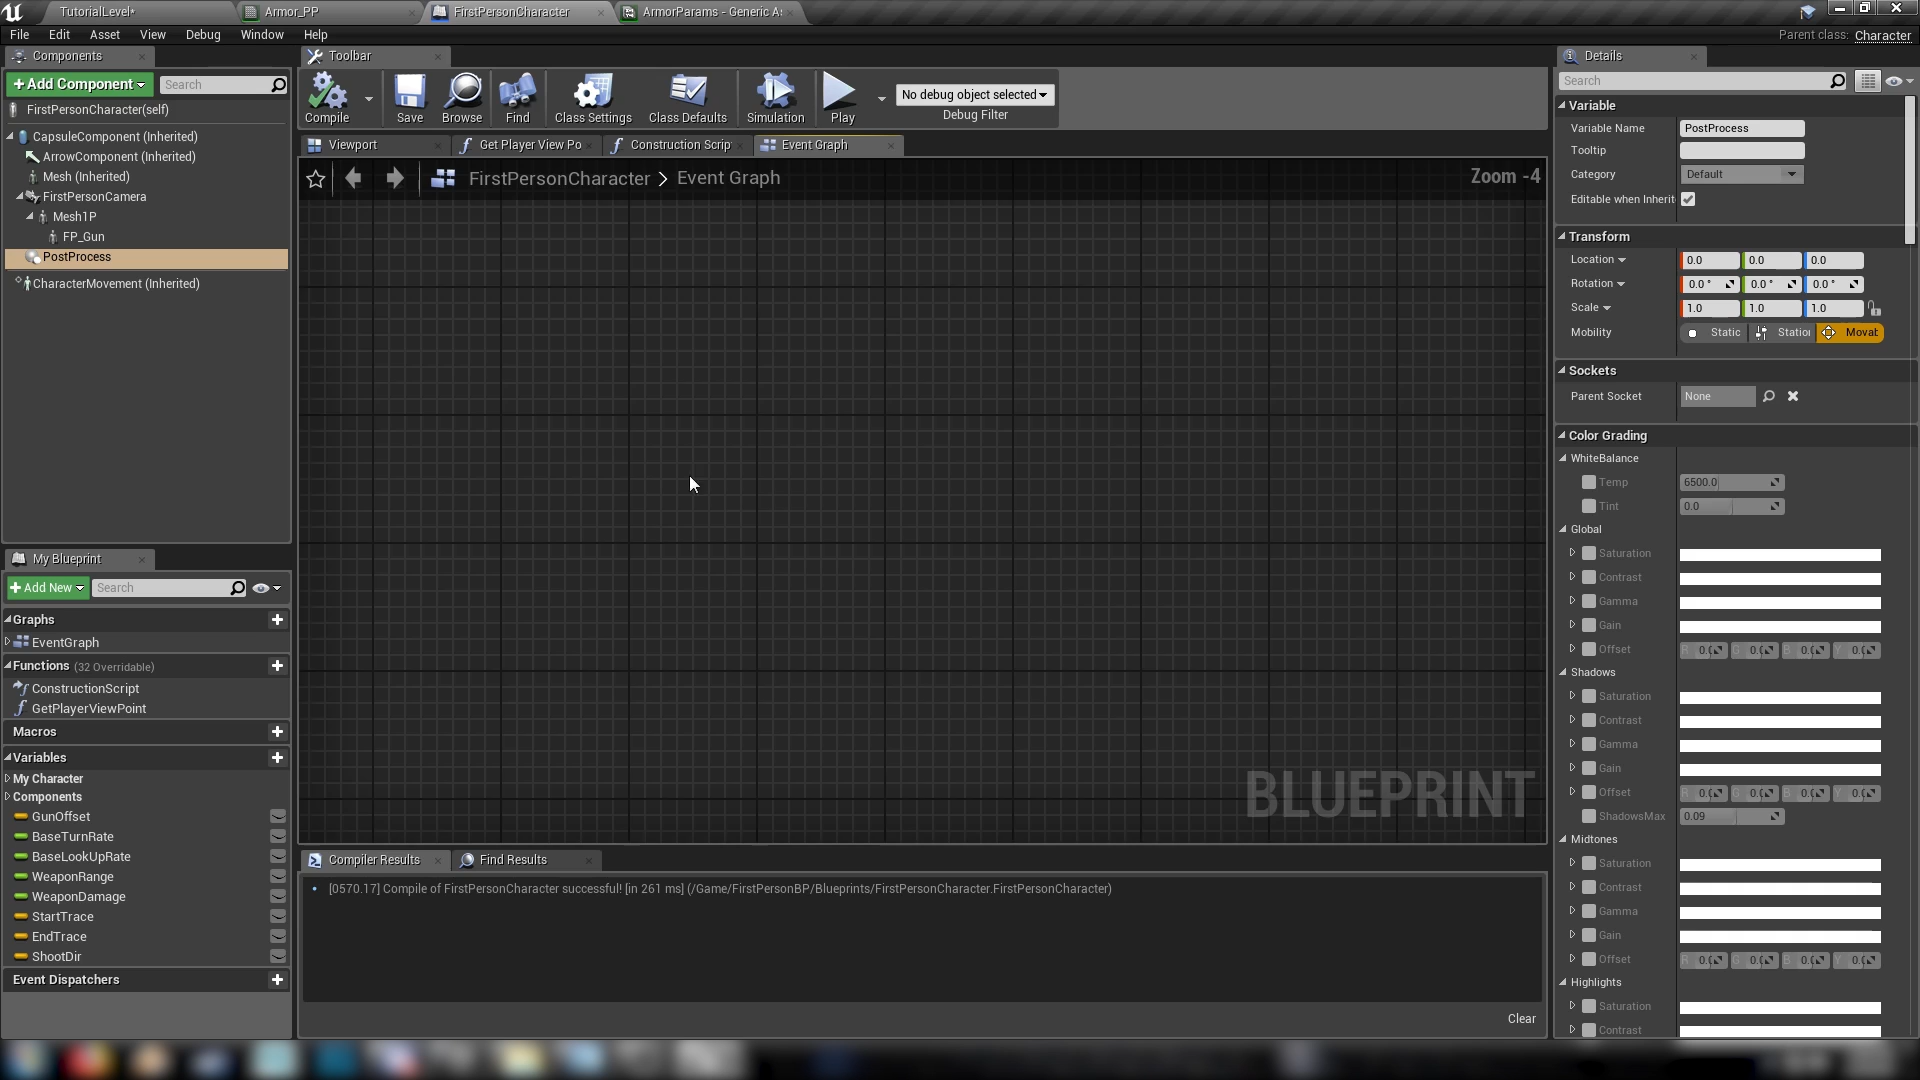 TutorialLevel*
Armor_PP
FirstPersonCharacter
ArmorParams - Generic A
File Edit Asset View Debug Window Help
Parent class: Character
Components
Toolbar
Details
Add Component
Search
FirstPersonCharacter(self)
CapsuleComponent (Inherited)
ArrowComponent (Inherited)
Mesh (Inherited)
FirstPersonCamera
Mesh1P
FP_Gun
PostProcess
CharacterMovement (Inherited)
Compile
Save
Browse
Find
Class Settings
Class Defaults
Simulation
Play
No debug object selected
Debug Filter
Viewport
Get Player View Po
Construction Scrip
Event Graph
FirstPersonCharacter > Event Graph
Zoom -4
BLUEPRINT
My Blueprint
Add New
Search
Graphs
EventGraph
Functions (32 Overridable)
ConstructionScript
GetPlayerViewPoint
Macros
Variables
My Character
Components
GunOffset
BaseTurnRate
BaseLookUpRate
WeaponRange
WeaponDamage
StartTrace
EndTrace
ShootDir
Event Dispatchers
Compiler Results
Find Results
[0570.17] Compile of FirstPersonCharacter successful! [in 261 ms] (/Game/FirstPersonBP/Blueprints/FirstPersonCharacter.FirstPersonCharacter)
Clear
Search
Variable
Variable Name PostProcess
Tooltip
Category Default
Editable when Inherit
Transform
Location 0.0 0.0 0.0
Rotation 0.0 ° 0.0 ° 0.0 °
Scale 1.0 1.0 1.0
Mobility Static Station Movab
Sockets
Parent Socket None
Color Grading
WhiteBalance
Temp 6500.0
Tint 0.0
Global
Saturation
Contrast
Gamma
Gain
Offset R 0.0 G 0.0 B 0.0 Y 0.0
Shadows
Saturation
Contrast
Gamma
Gain
Offset R 0.0 G 0.0 B 0.0 Y 0.0
ShadowsMax 0.09
Midtones
Saturation
Contrast
Gamma
Gain
Offset R 0.0 G 0.0 B 0.0 Y 0.0
Highlights
Saturation
Contrast